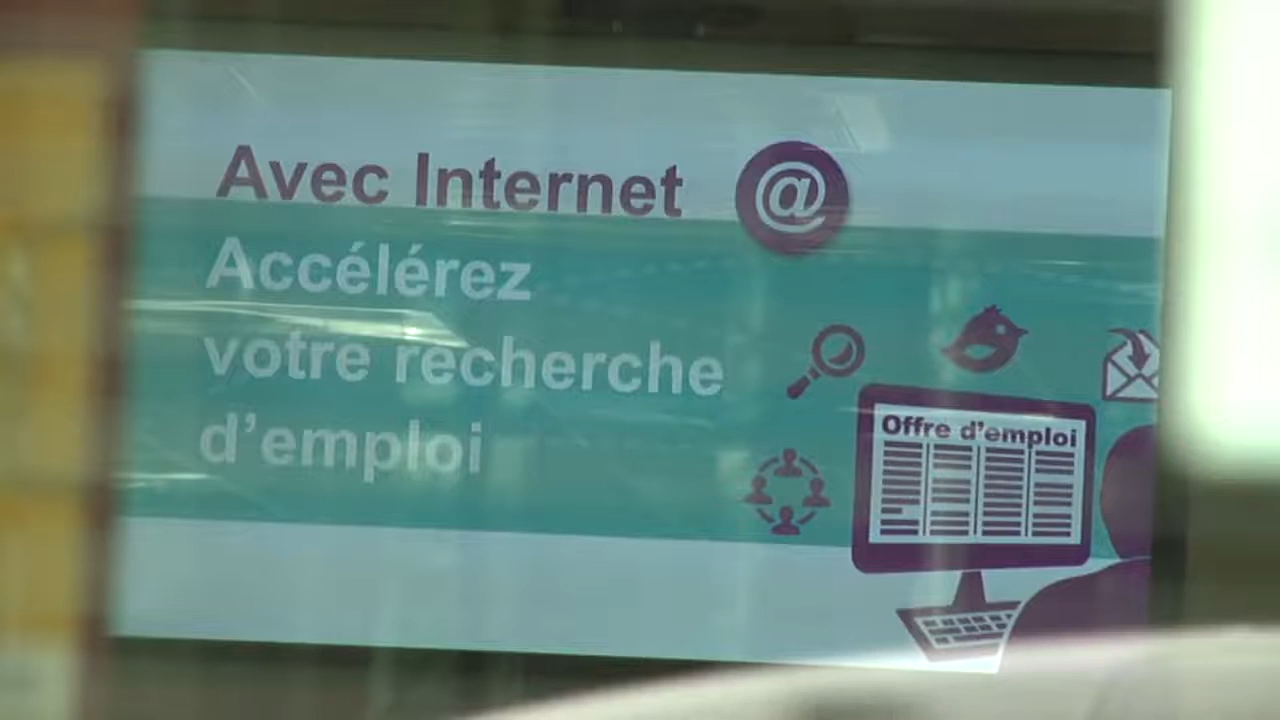 Avec Internet @
Accélérez
votre recherche
d'emploi
Offre d'emploi